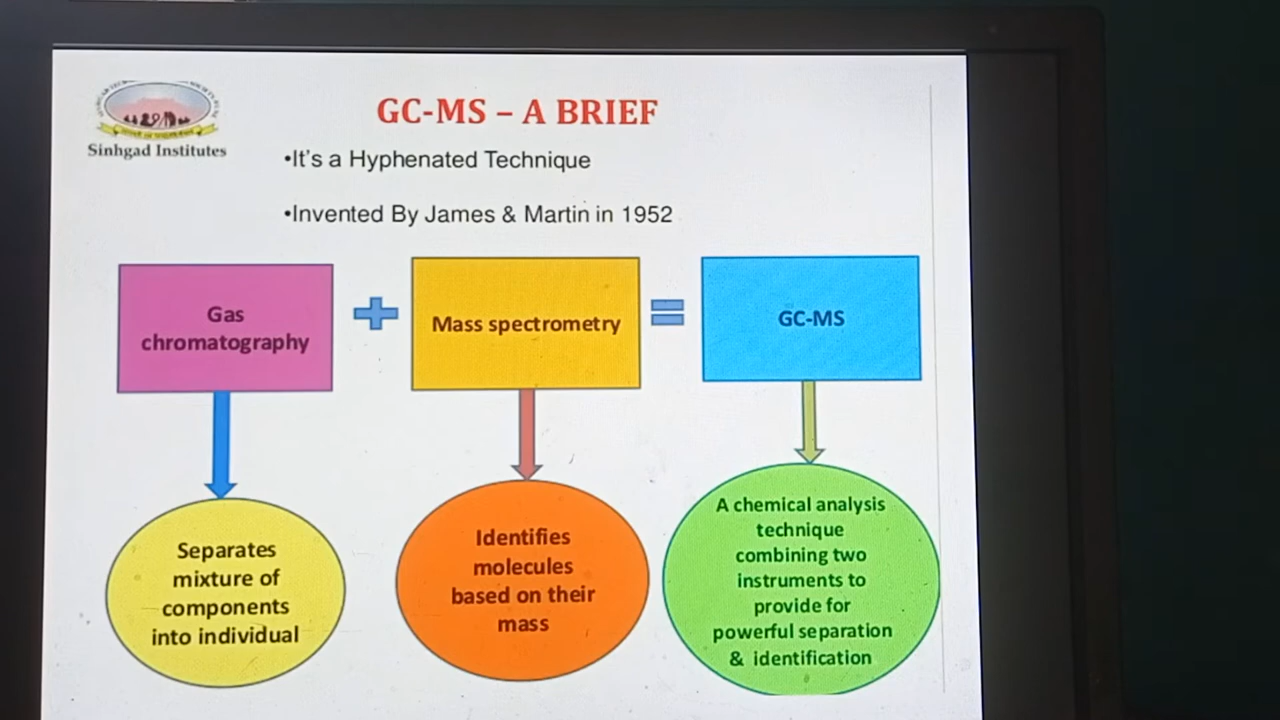 GC-MS – A BRIEF
Sinhgad Institutes
•It's a Hyphenated Technique
•Invented By James & Martin in 1952
Gas
chromatography
Mass spectrometry
GC-MS
Separates
mixture of
components
into individual
Identifies
molecules
based on their
mass
A chemical analysis
technique
combining two
instruments to
provide for
powerful separation
& identification